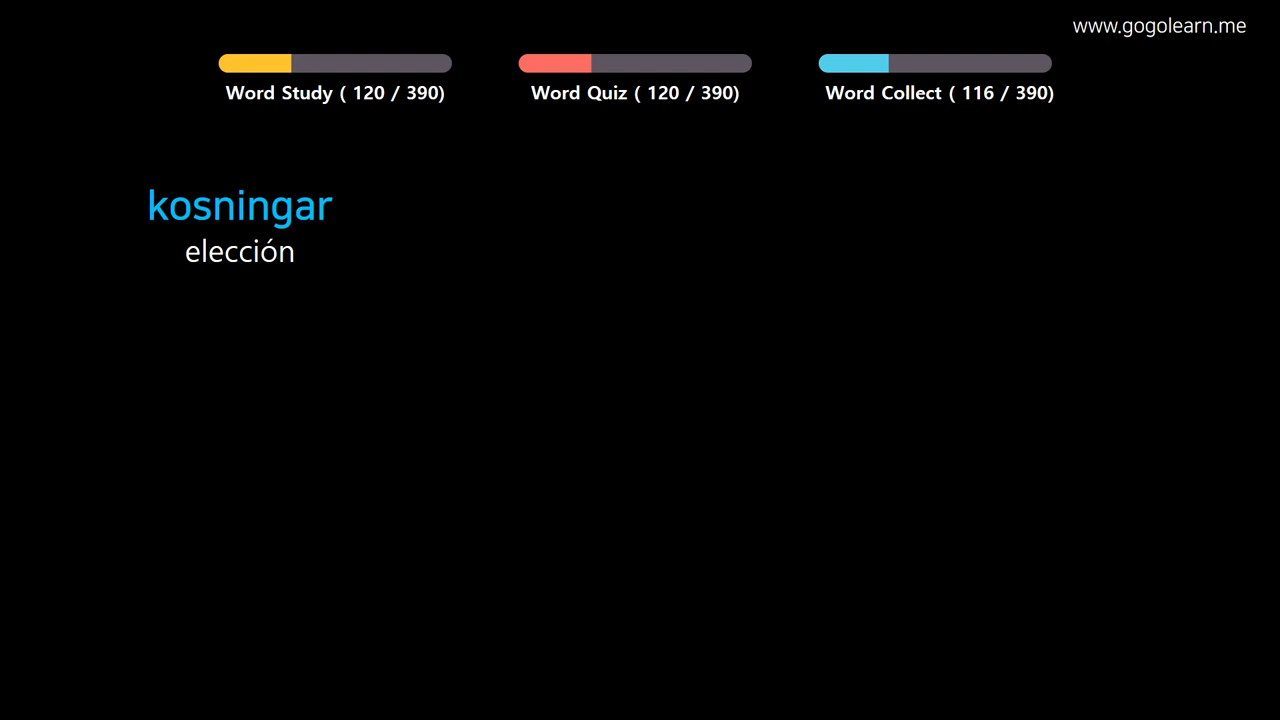 www.gogolearn.me
Word Study ( 120 / 390)
Word Quiz ( 120 / 390)
Word Collect ( 116 / 390)
kosningar
elección